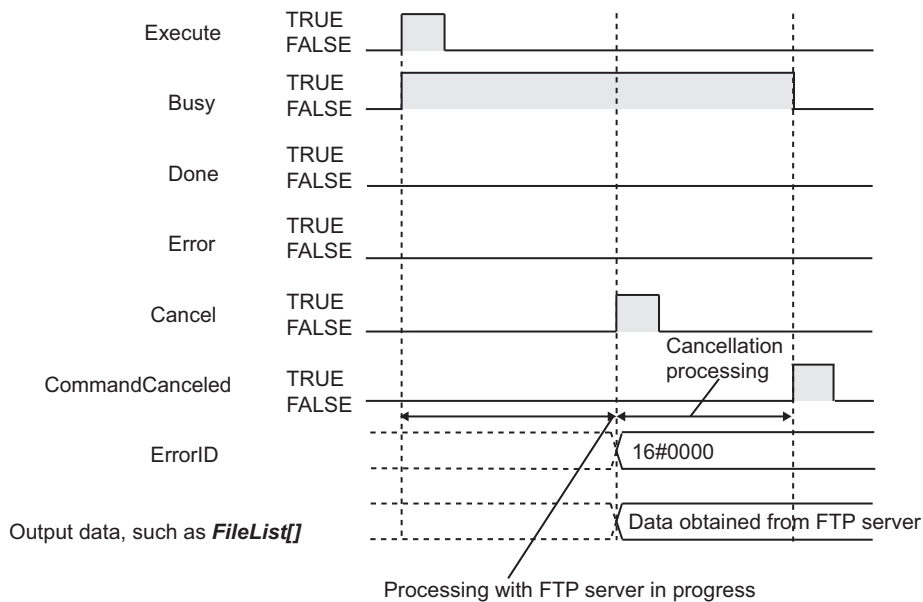 Execute
TRUE
FALSE
Busy
TRUE
FALSE
Done
TRUE
FALSE
Error
TRUE
FALSE
Cancel
TRUE
FALSE
Cancellation
processing
CommandCanceled
TRUE
FALSE
ErrorID
16#0000
Output data, such as FileList[]
Data obtained from FTP server
Processing with FTP server in progress